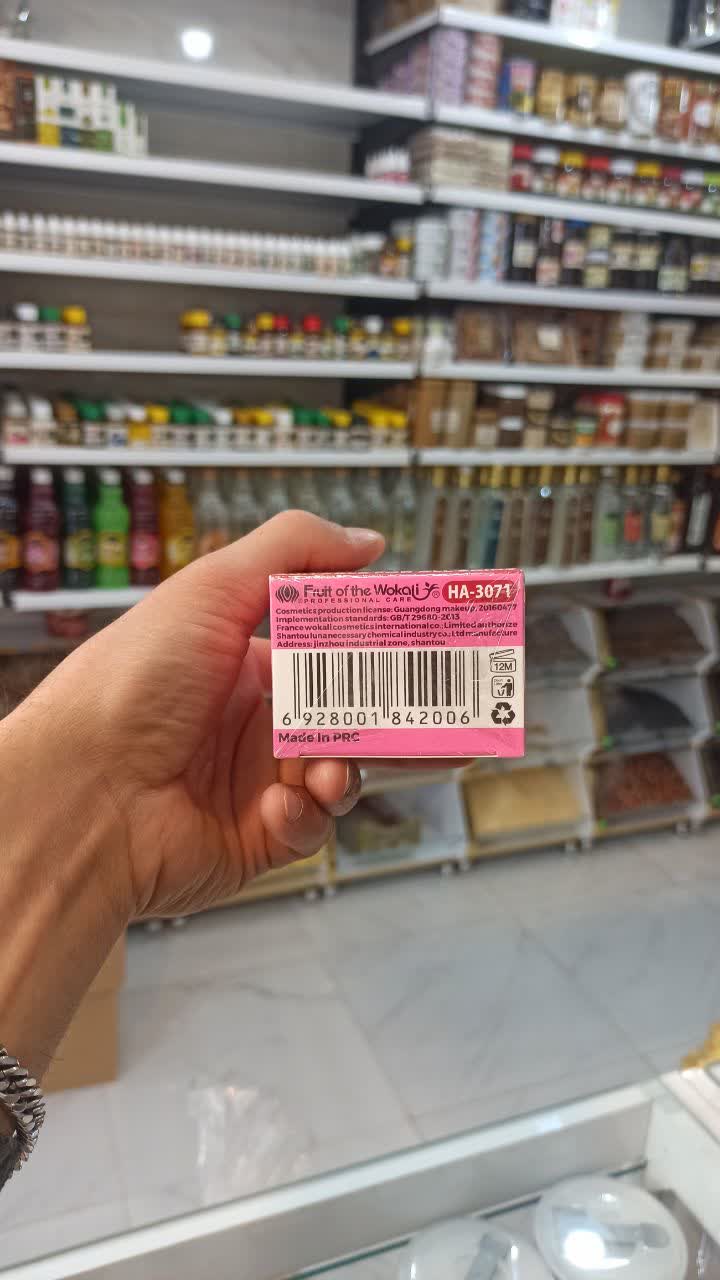 Fruit of the Wokali ®
PROFESSIONAL CARE
HA-3071
Cosmetics production license: Guangdong makeup, 20160477
Implementation standards: GB/T 29680-2013
France wokali cosmetics international co., Limited authorize
Shantou luna necessary chemical industry co., Ltd manufacture
Address: jinzhou industrial zone, shantou
12M
6 928001 842006
Made In PRC